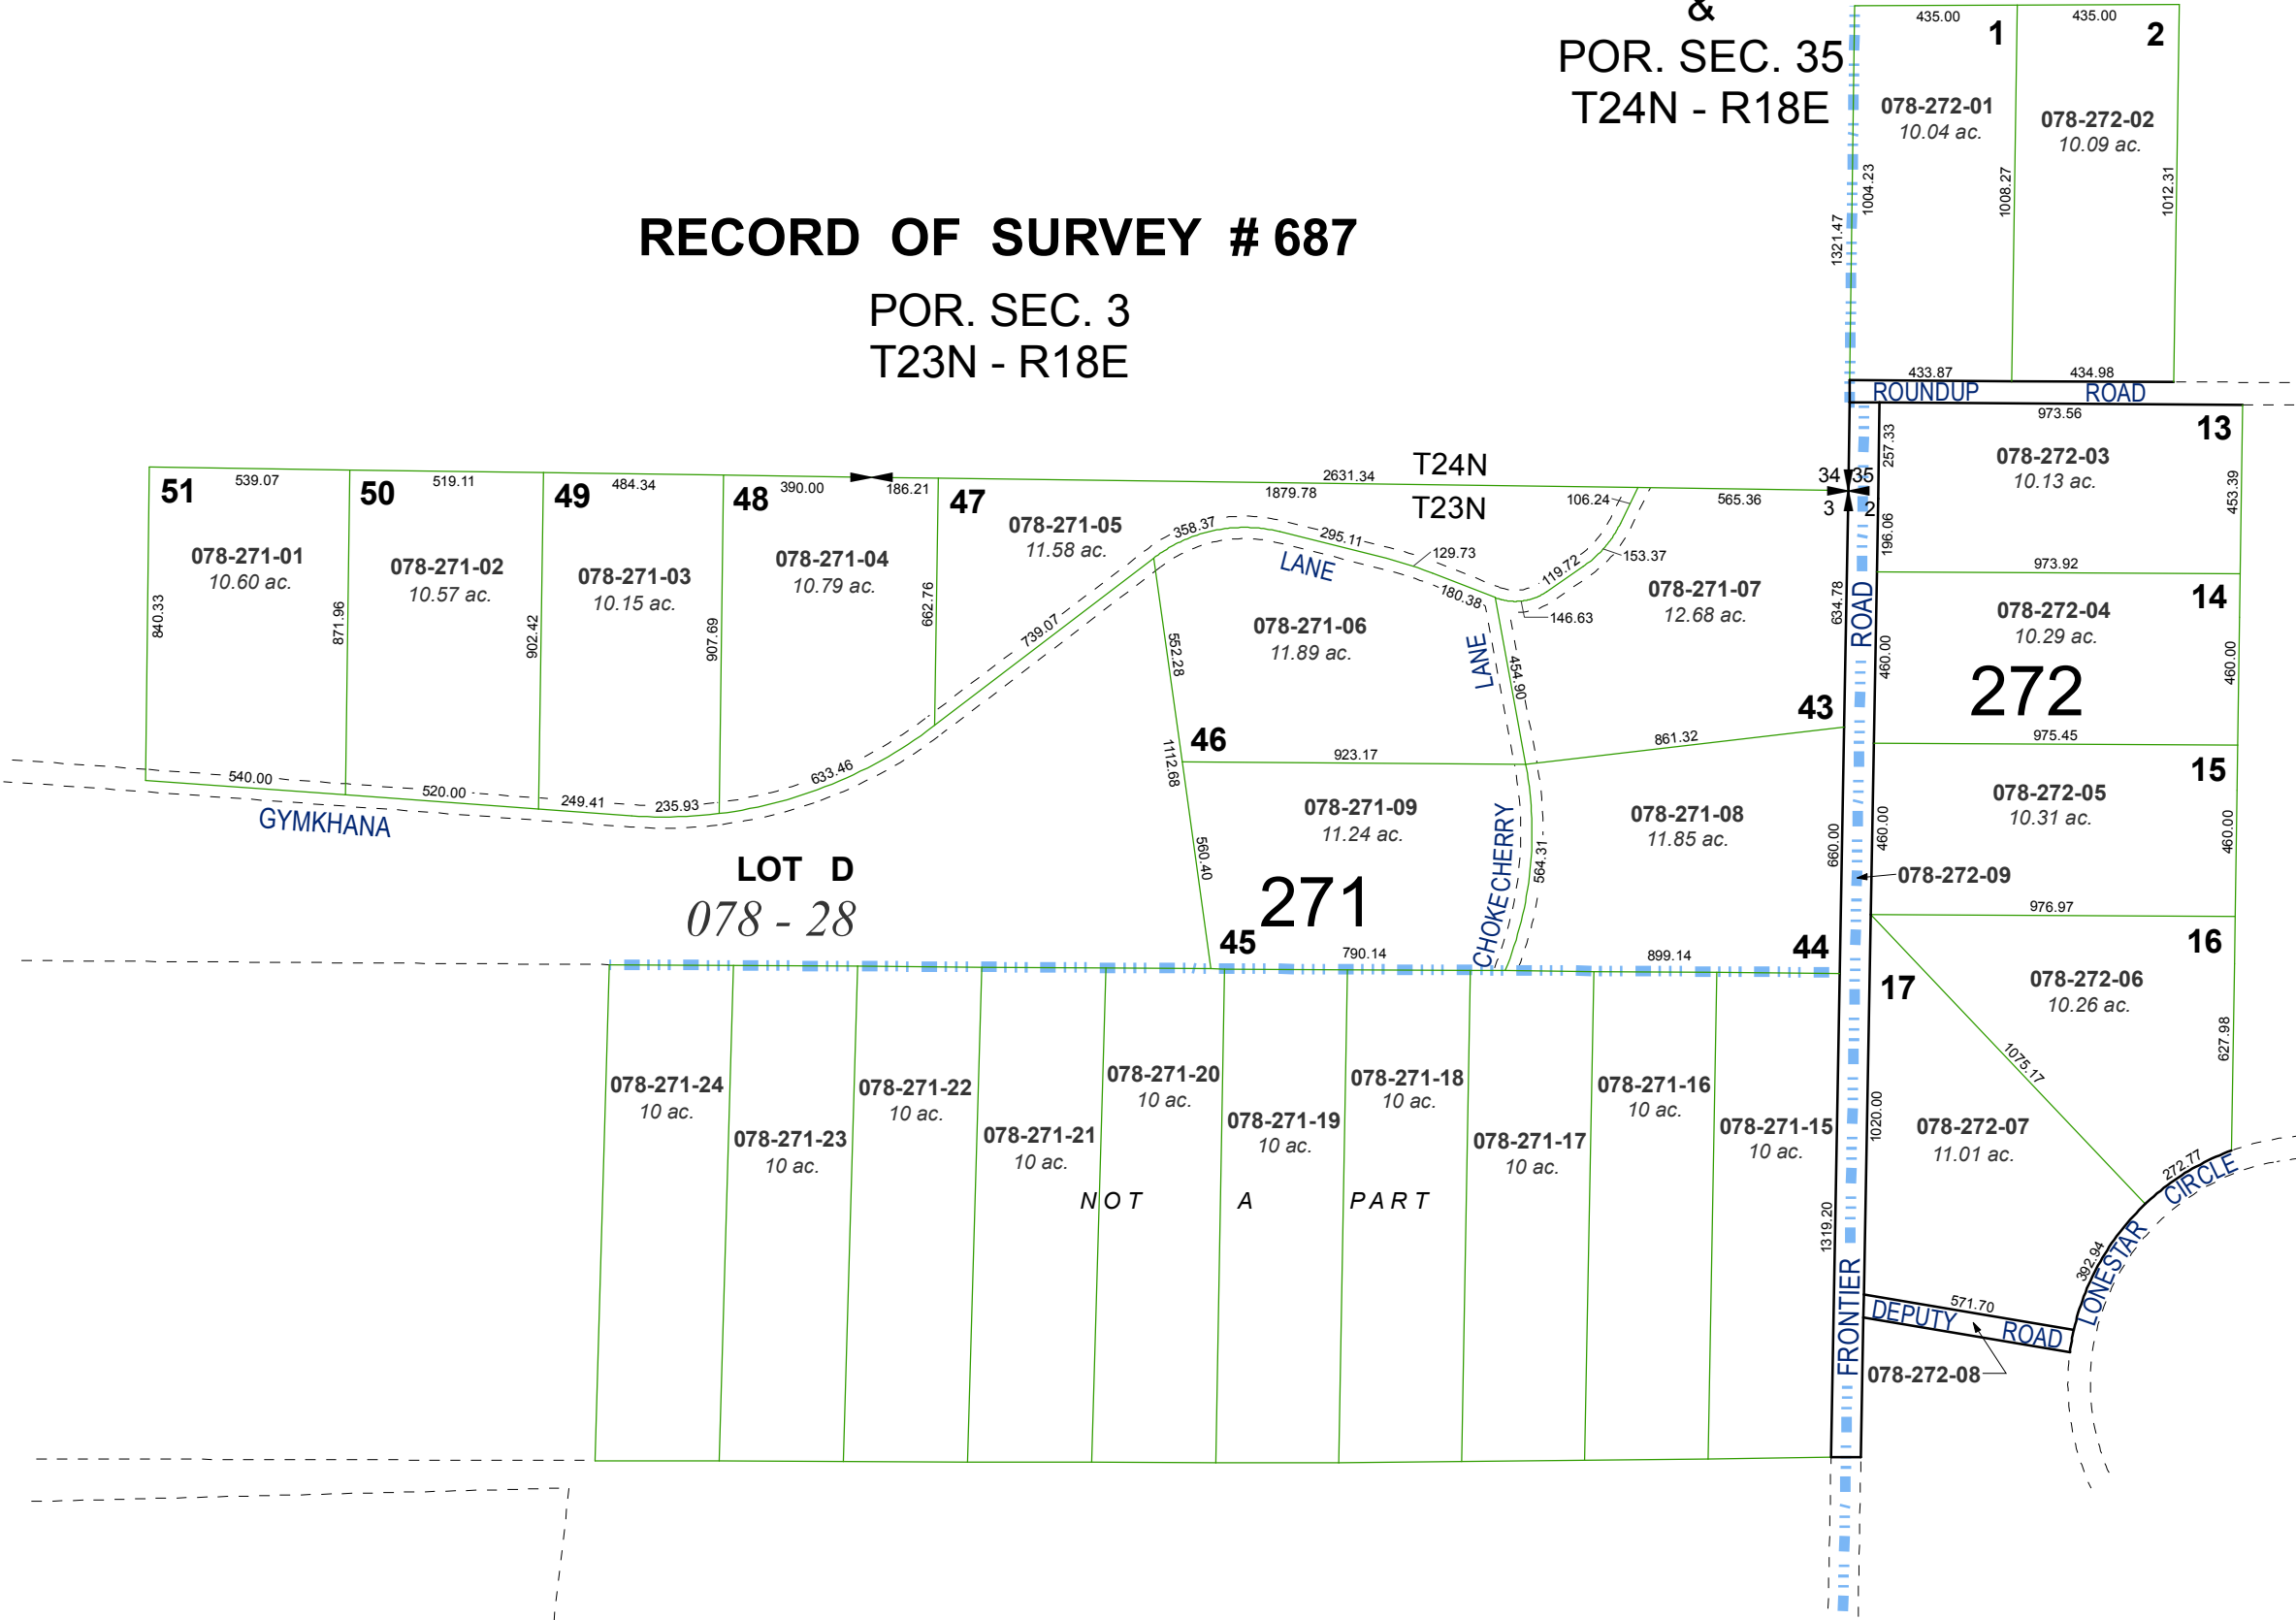 &
POR. SEC. 35
T24N - R18E
RECORD OF SURVEY # 687
POR. SEC. 3
T23N - R18E
435.00
435.00
1
2
078-272-01
10.04 ac.
078-272-02
10.09 ac.
1321.47
1004.23
1008.27
1012.31
433.87
434.98
ROUNDUP ROAD
973.56
13
257.33
078-272-03
10.13 ac.
453.39
196.06
973.92
T24N
2631.34
1879.78
T23N
34
35
3
2
51
539.07
50
519.11
49
484.34
48
390.00
186.21
47
106.24
565.36
078-271-01
10.60 ac.
078-271-02
10.57 ac.
078-271-03
10.15 ac.
078-271-04
10.79 ac.
078-271-05
11.58 ac.
840.33
871.96
902.42
907.69
662.76
358.37
295.11
129.73
LANE
180.38
119.72
153.37
146.63
739.07
552.28
078-271-06
11.89 ac.
LANE
454.90
078-271-07
12.68 ac.
634.78
ROAD
460.00
078-272-04
10.29 ac.
14
460.00
272
43
975.45
46
923.17
861.32
1112.68
540.00
520.00
249.41
235.93
633.46
GYMKHANA
078-271-09
11.24 ac.
560.40
271
CHOKECHERRY
564.31
078-271-08
11.85 ac.
660.00
460.00
078-272-05
10.31 ac.
15
460.00
078-272-09
976.97
LOT D
078 - 28
45
790.14
899.14
44
16
17
078-272-06
10.26 ac.
627.98
1075.17
078-271-24
10 ac.
078-271-23
10 ac.
078-271-22
10 ac.
078-271-21
10 ac.
078-271-20
10 ac.
078-271-19
10 ac.
078-271-18
10 ac.
078-271-17
10 ac.
078-271-16
10 ac.
078-271-15
10 ac.
NOT A PART
1020.00
078-272-07
11.01 ac.
272.77
392.94
LONESTAR CIRCLE
1319.20
FRONTIER
571.70
DEPUTY ROAD
078-272-08